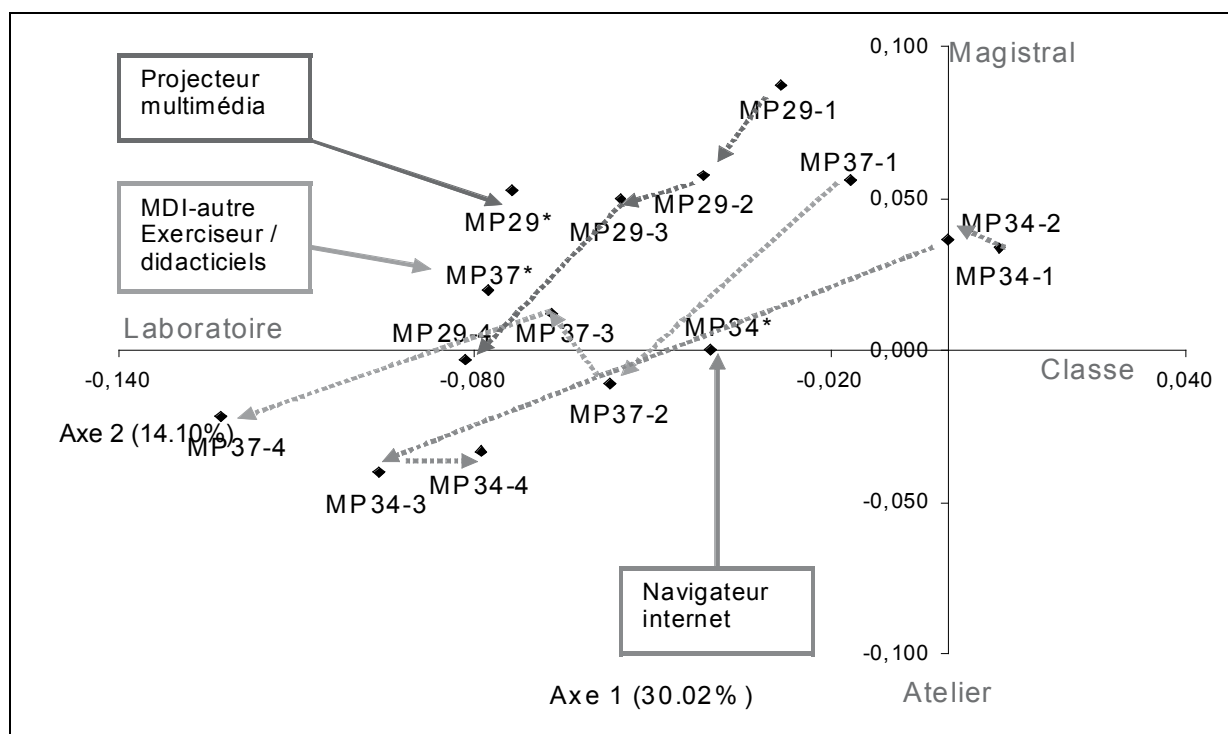 0,100
Magistral
Projecteur
multimédia
MP29-1
MP37-1
MDI-autre
Exerciseur /
didacticiels
MP29*
MP29-2
MP29-3
0,050
MP34-2
MP34-1
MP37*
Laboratoire
MP29-4
MP37-3
MP34*
0,000
-0,140
-0,080
-0,020
Classe
0,040
MP37-2
Axe 2 (14.10%)
MP37-4
MP34-3
MP34-4
-0,050
Navigateur
internet
-0,100
Axe 1 (30.02% )
Atelier